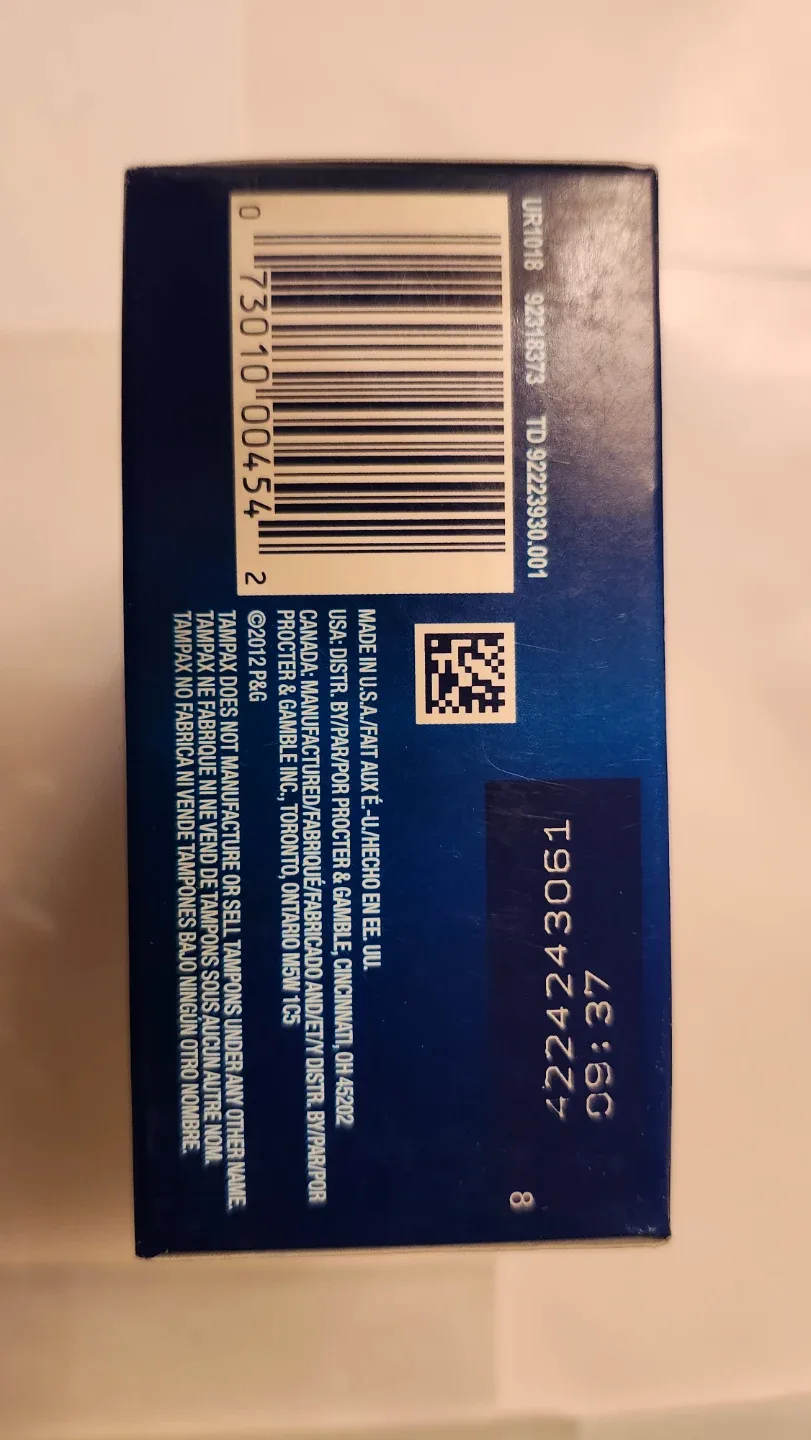 UR1018 92318373 TD 92223930.001
0 73010 00454 2
MADE IN U.S.A./FAIT AUX É.-U./HECHO EN EE. UU.
USA: DISTR. BY/PAR/POR PROCTER & GAMBLE, CINCINNATI, OH 45202
CANADA: MANUFACTURED/FABRIQUÉ/FABRICADO AND/ET/Y DISTR. BY/PAR/POR
PROCTER & GAMBLE INC., TORONTO, ONTARIO M5W 1C5
©2012 P&G
TAMPAX DOES NOT MANUFACTURE OR SELL TAMPONS UNDER ANY OTHER NAME.
TAMPAX NE FABRIQUE NI NE VEND DE TAMPONS SOUS AUCUN AUTRE NOM.
TAMPAX NO FABRICA NI VENDE TAMPONES BAJO NINGÚN OTRO NOMBRE.
4224243061
09:37
8